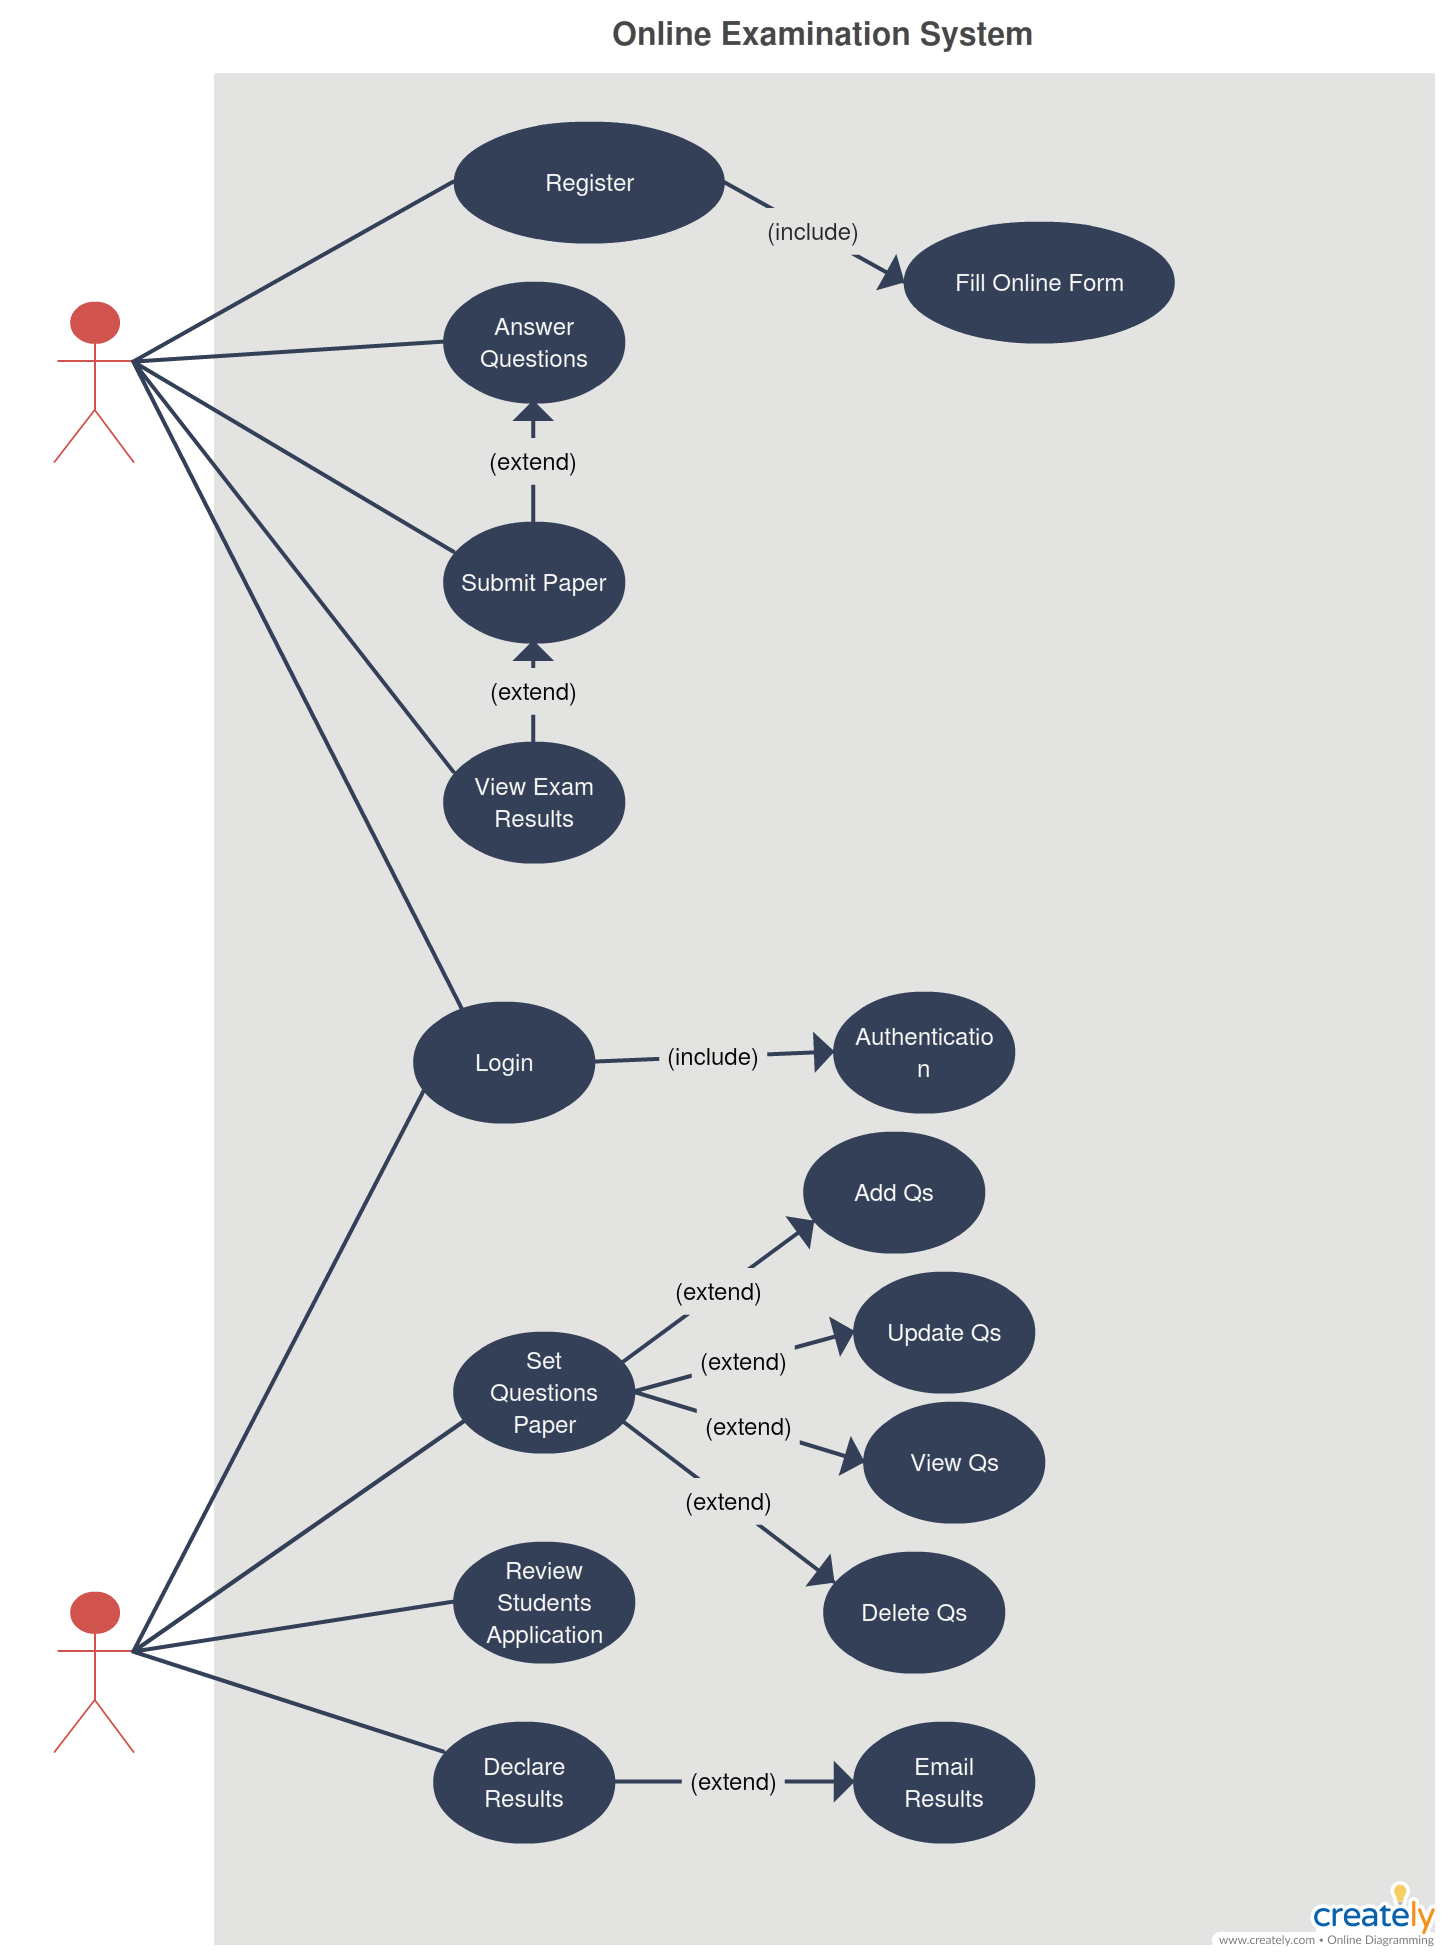 Online Examination System
Register
(include)
Fill Online Form
Answer
Questions
(extend)
Submit Paper
(extend)
View Exam
Results
Login
(include)
Authenticatio
n
Add Qs
(extend)
Update Qs
(extend)
Set
Questions
Paper
(extend)
View Qs
(extend)
Delete Qs
Review
Students
Application
Declare
Results
(extend)
Email
Results
creately
www.creately.com • Online Diagramming